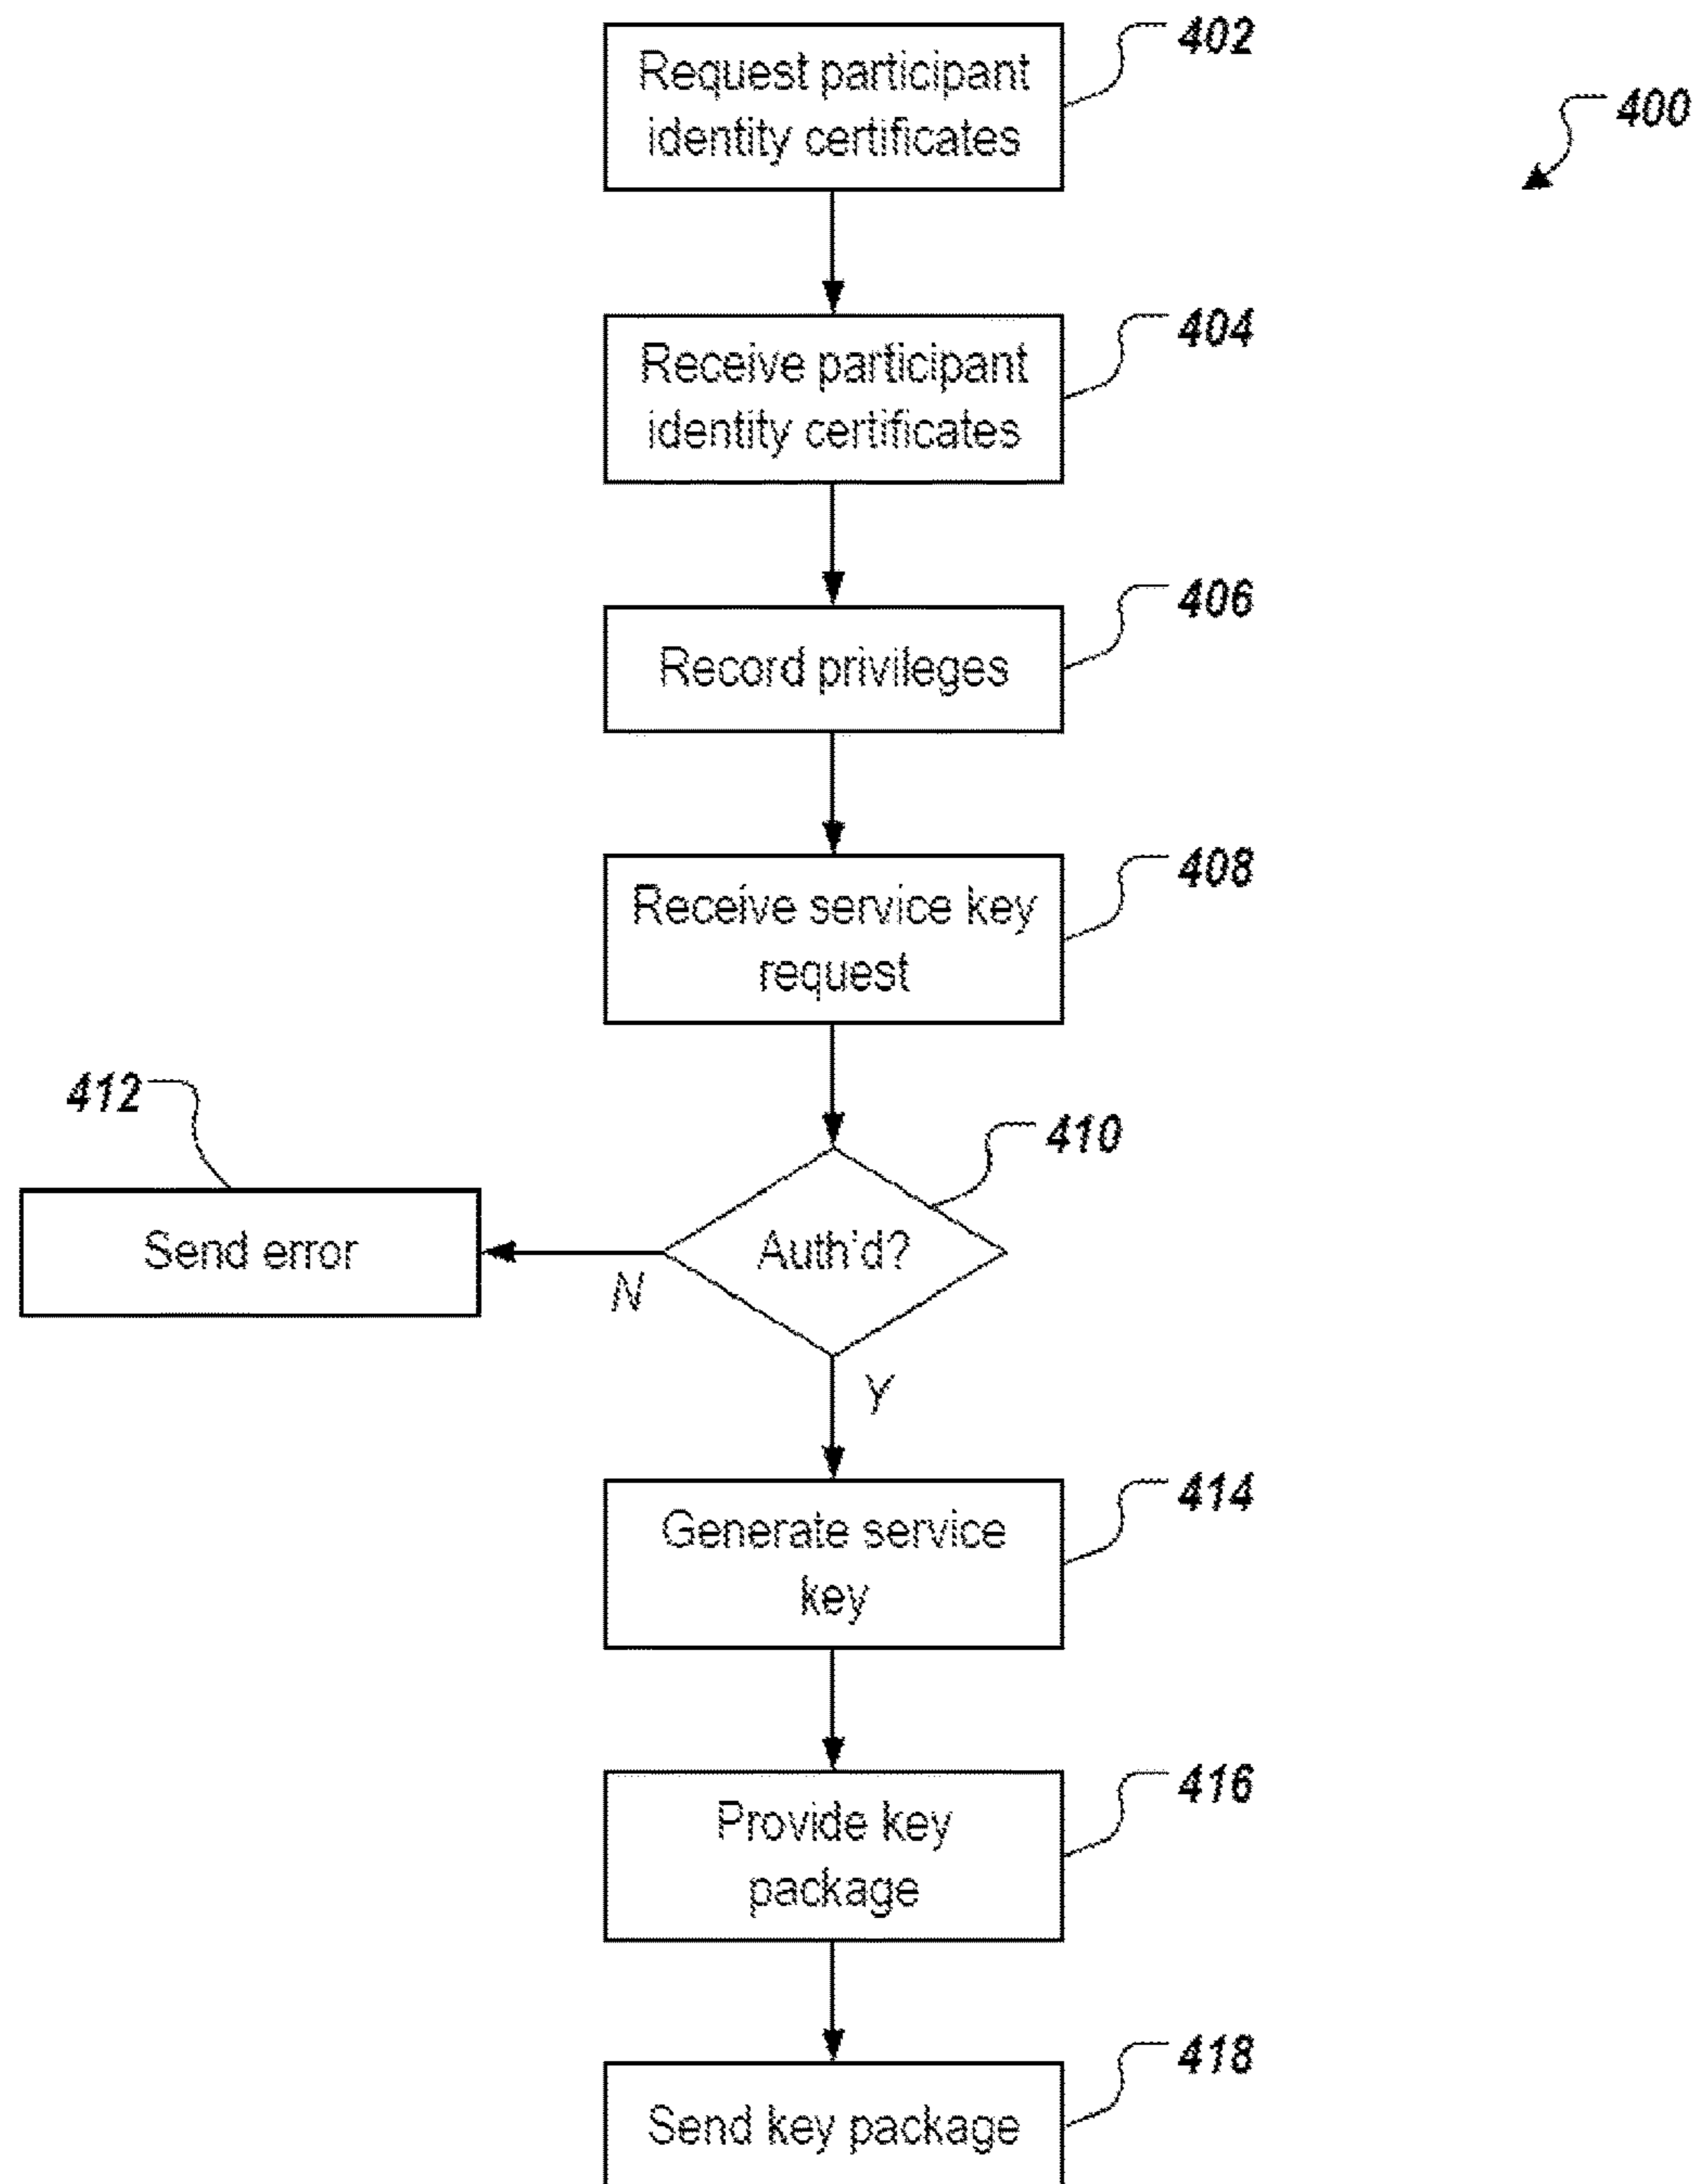 402
Request participant
identity certificates
400
404
Receive participant
identity certificates
406
Record privileges
408
Receive service key
request
412
410
Send error
Auth'd?
N
Y
414
Generate service
key
416
Provide key
package
418
Send key package